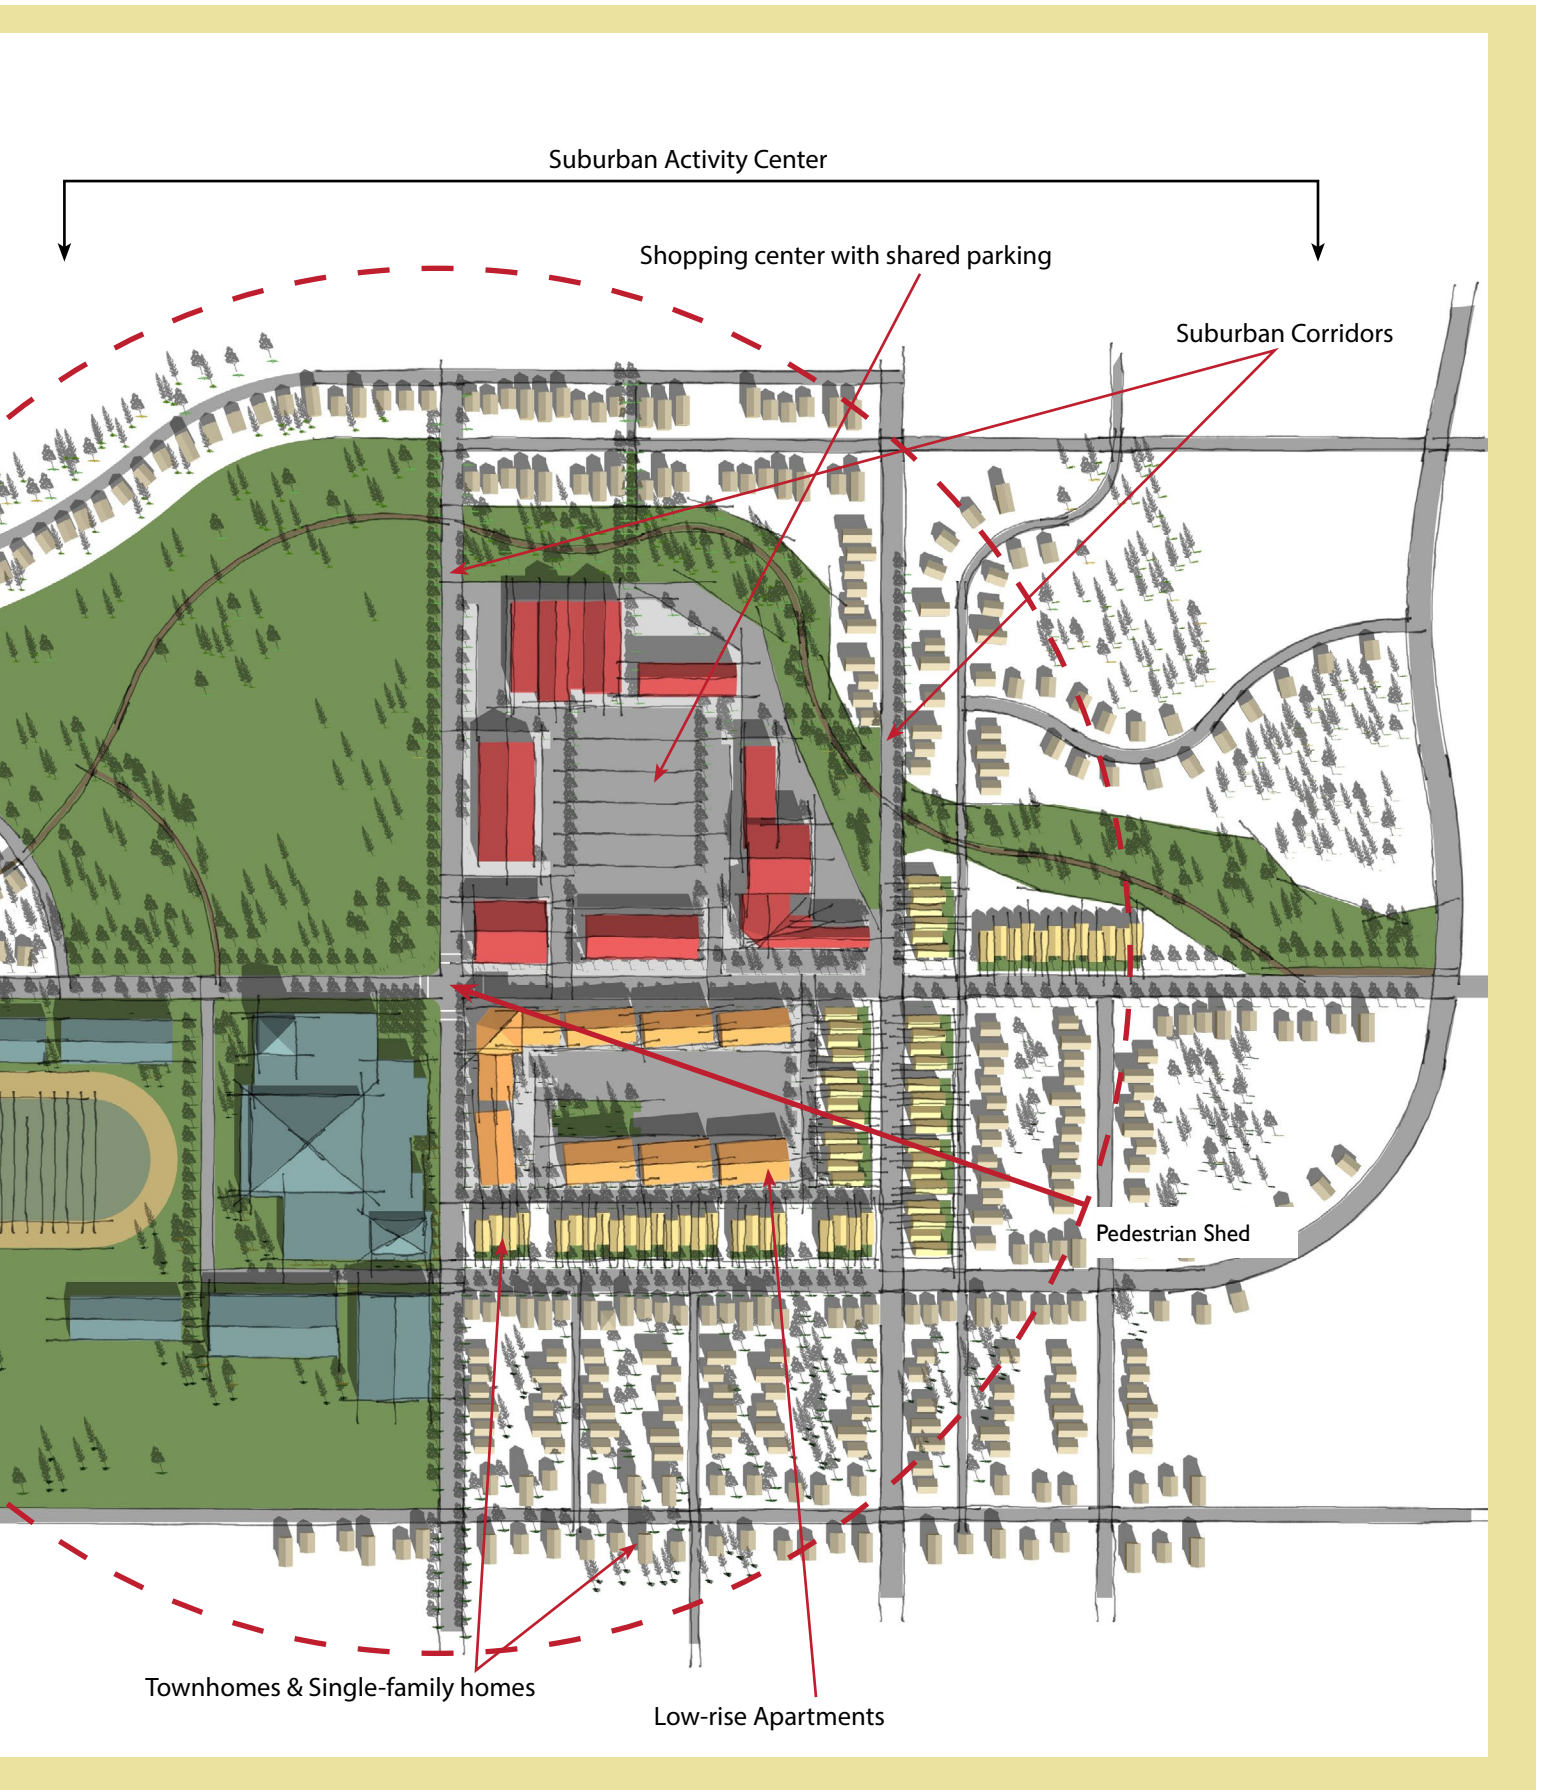 Suburban Activity Center
Shopping center with shared parking
Suburban Corridors
Pedestrian Shed
Townhomes & Single-family homes
Low-rise Apartments